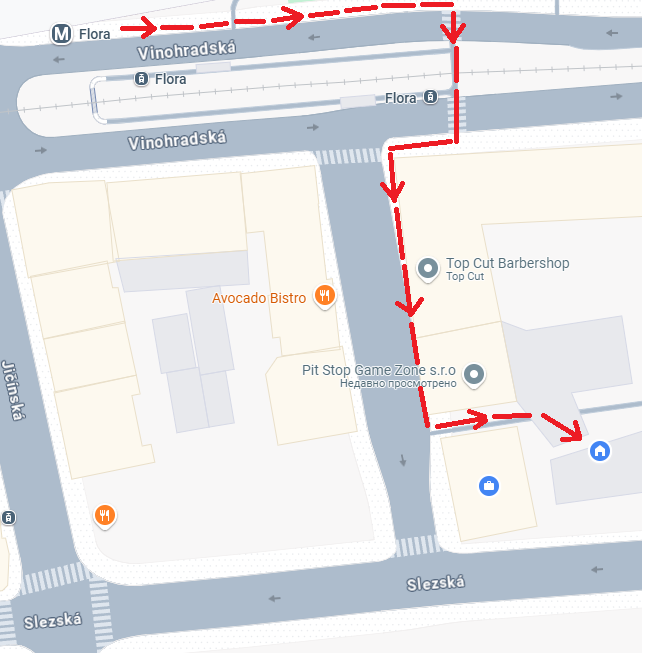 M Flora
Vinohradská
Flora
Flora
Vinohradská
Top Cut Barbershop
Top Cut
Avocado Bistro
Pit Stop Game Zone s.r.o
Недавно просмотрено
Jičínská
Slezská
Slezská